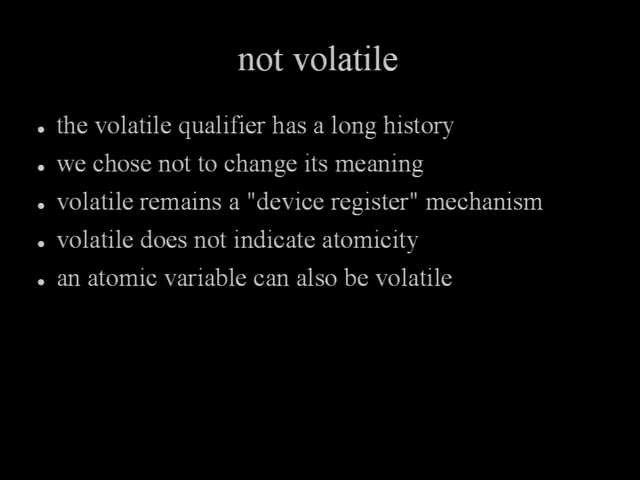 not volatile
• the volatile qualifier has a long history
• we chose not to change its meaning
• volatile remains a "device register" mechanism
• volatile does not indicate atomicity
• an atomic variable can also be volatile